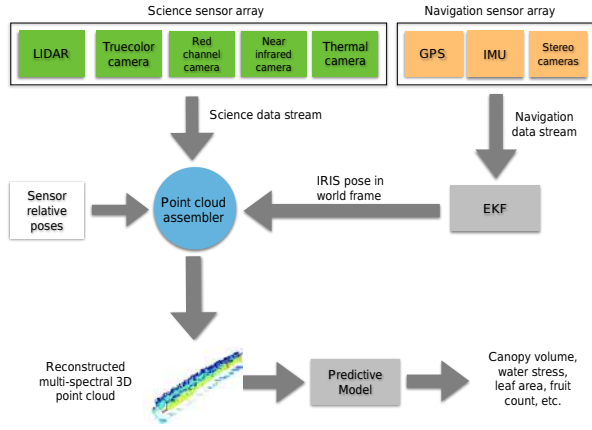 Science sensor array
Navigation sensor array
LIDAR
Truecolor
camera
Red
channel
camera
Near
infrared
camera
Thermal
camera
GPS
IMU
Stereo
cameras
Science data stream
Navigation
data stream
Sensor
relative
poses
Point cloud
assembler
IRIS pose in
world frame
EKF
Reconstructed
multi-spectral 3D
point cloud
Predictive
Model
Canopy volume,
water stress,
leaf area, fruit
count, etc.